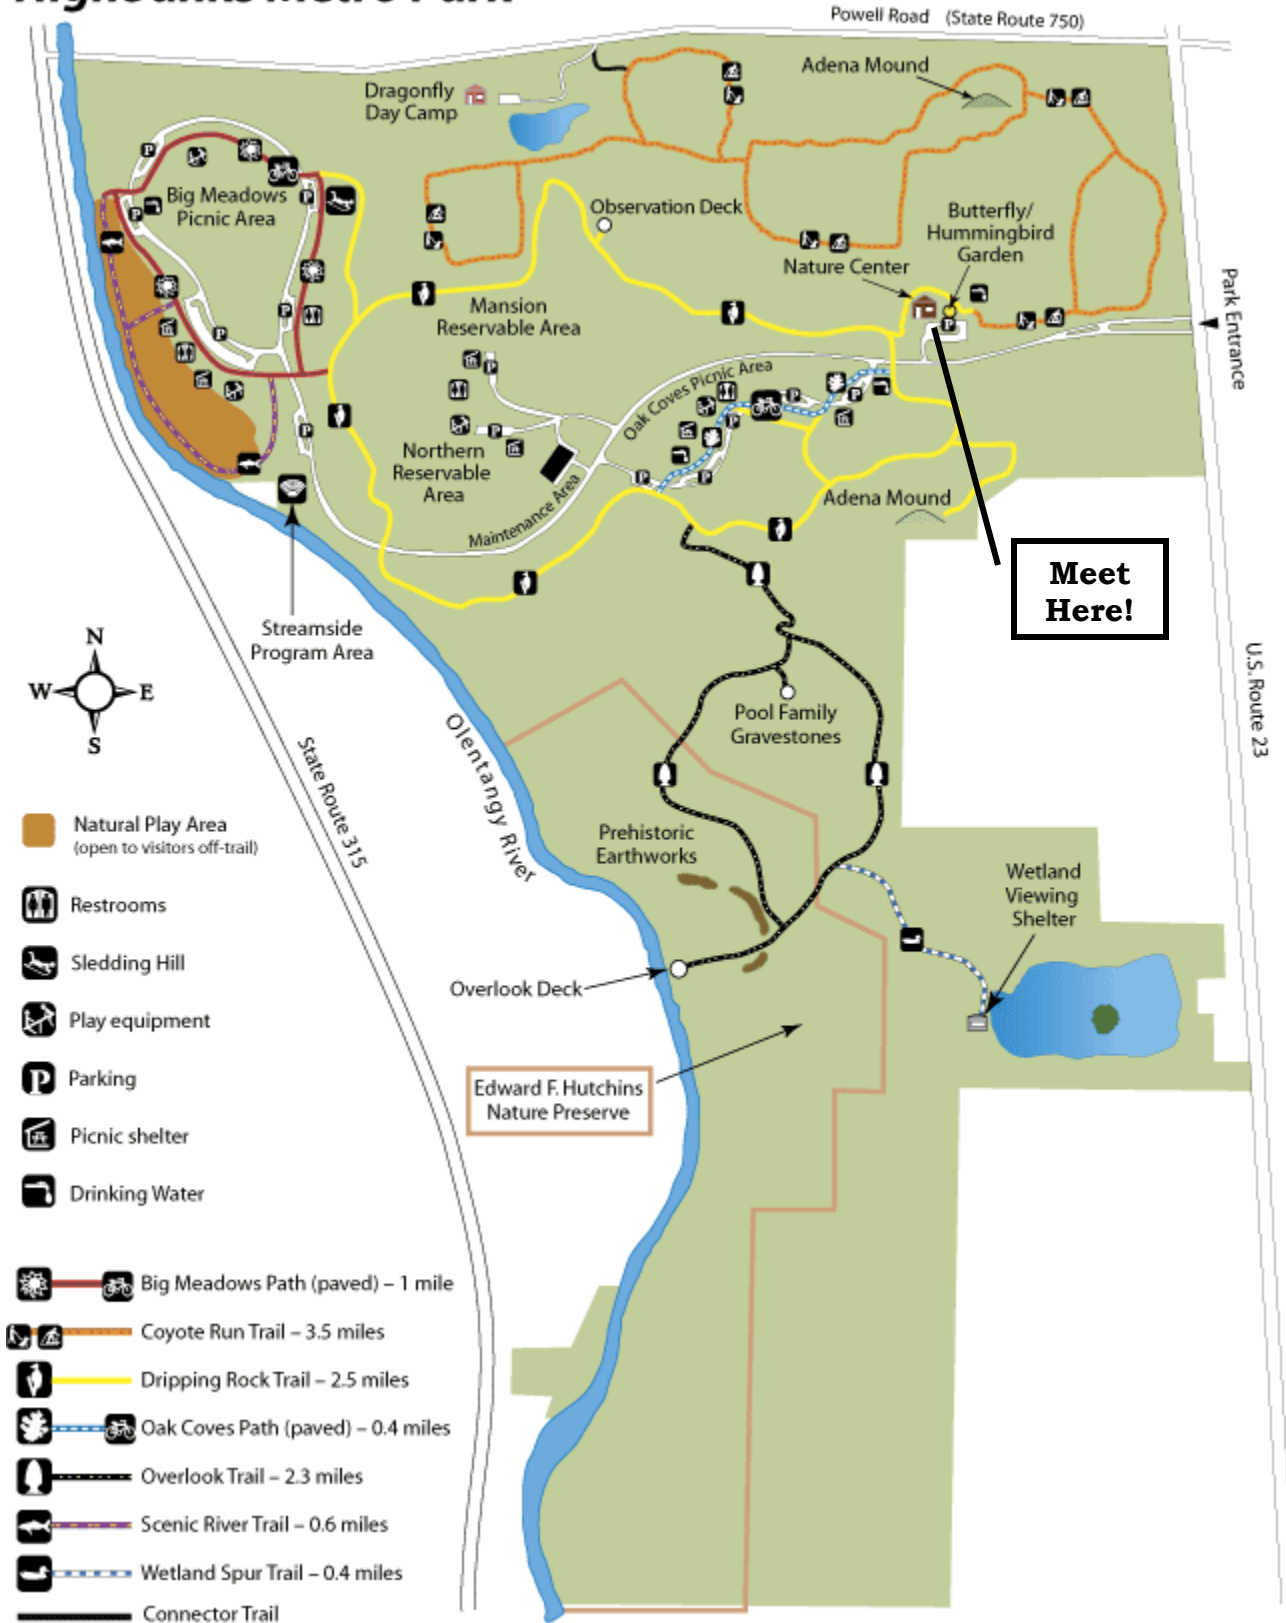 Powell Road (State Route 750)
Adena Mound
Dragonfly
Day Camp
P
Big Meadows
Picnic Area
P
P
Observation Deck
Butterfly/
Hummingbird
Garden
Nature Center
P
Park Entrance
Mansion
Reservable Area
P
P
P
Oak Coves Picnic Area
P
P
P
P
P
P
P
Northern
Reservable
Area
Maintenance Area
Adena Mound
Meet
Here!
Streamside
Program Area
N
W E
S
Olentangy River
State Route 315
U.S. Route 23
Pool Family
Gravestones
Prehistoric
Earthworks
Wetland
Viewing
Shelter
Overlook Deck
Edward F. Hutchins
Nature Preserve
Natural Play Area
(open to visitors off-trail)
Restrooms
Sledding Hill
Play equipment
P Parking
Picnic shelter
Drinking Water
Big Meadows Path (paved) – 1 mile
Coyote Run Trail – 3.5 miles
Dripping Rock Trail – 2.5 miles
Oak Coves Path (paved) – 0.4 miles
Overlook Trail – 2.3 miles
Scenic River Trail – 0.6 miles
Wetland Spur Trail – 0.4 miles
Connector Trail